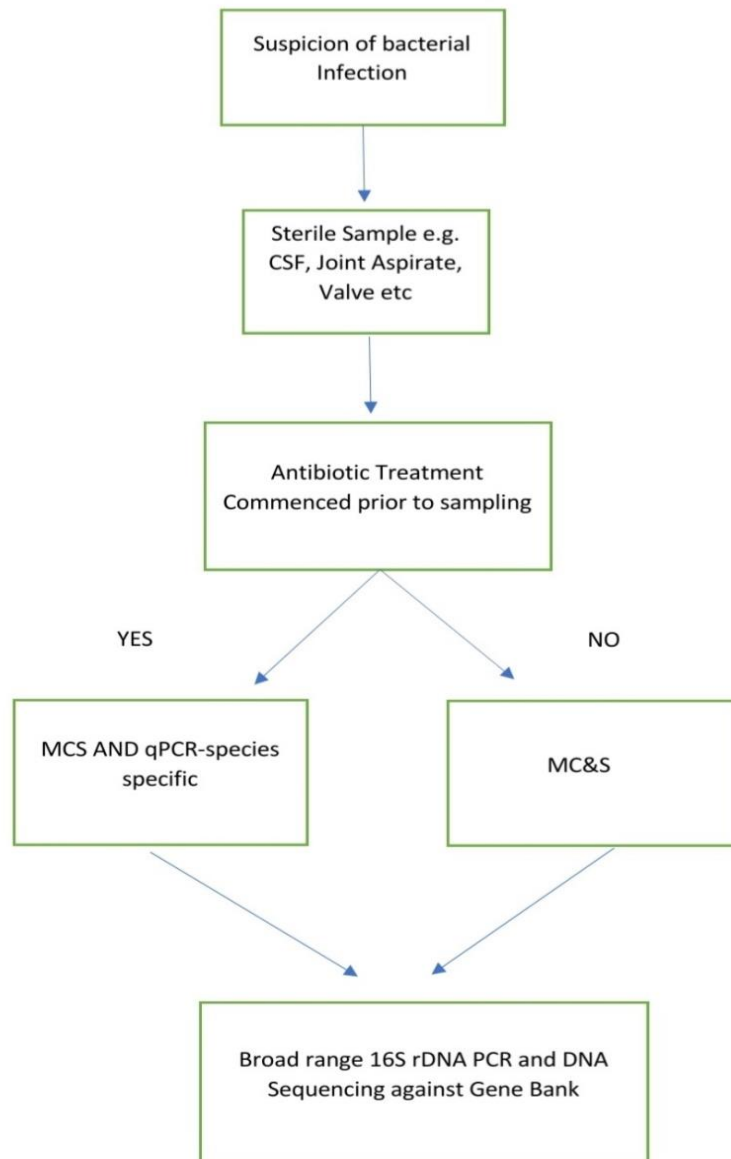 Suspicion of bacterial
Infection
Sterile Sample e.g.
CSF, Joint Aspirate,
Valve etc
Antibiotic Treatment
Commenced prior to sampling
YES
NO
MCS AND qPCR-species
specific
MC&S
Broad range 16S rDNA PCR and DNA
Sequencing against Gene Bank